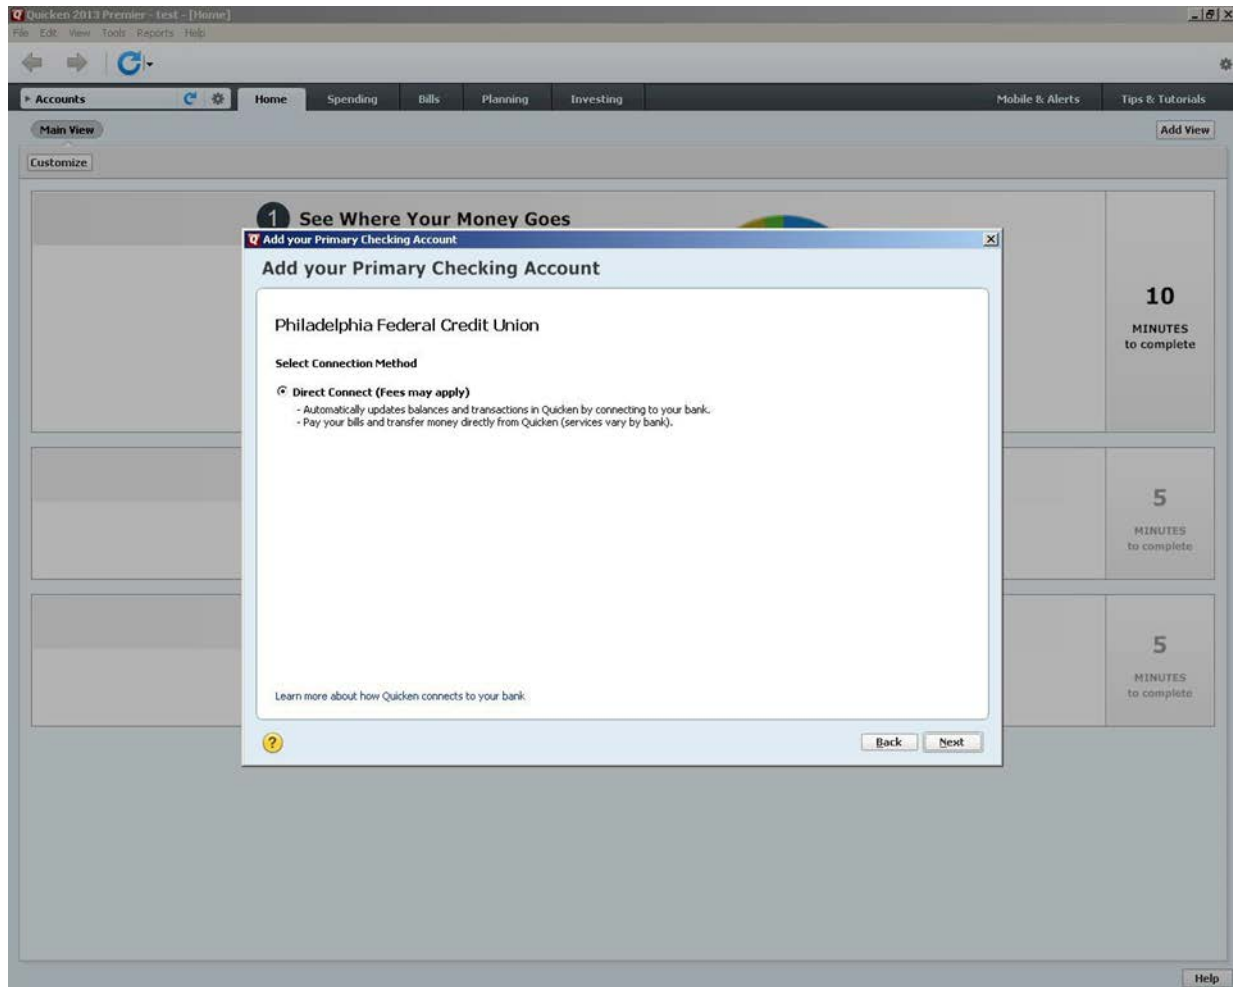 Quicken 2013 Premier - test - [Home]
File Edit View Tools Reports Help
Accounts
Home
Spending
Bills
Planning
Investing
Mobile & Alerts
Tips & Tutorials
Main View
Add View
Customize
1 See Where Your Money Goes
Add your Primary Checking Account
Add your Primary Checking Account
Philadelphia Federal Credit Union
Select Connection Method
Direct Connect (Fees may apply)
- Automatically updates balances and transactions in Quicken by connecting to your bank.
- Pay your bills and transfer money directly from Quicken (services vary by bank).
Learn more about how Quicken connects to your bank
?
Back
Next
10
MINUTES
to complete
5
MINUTES
to complete
5
MINUTES
to complete
Help